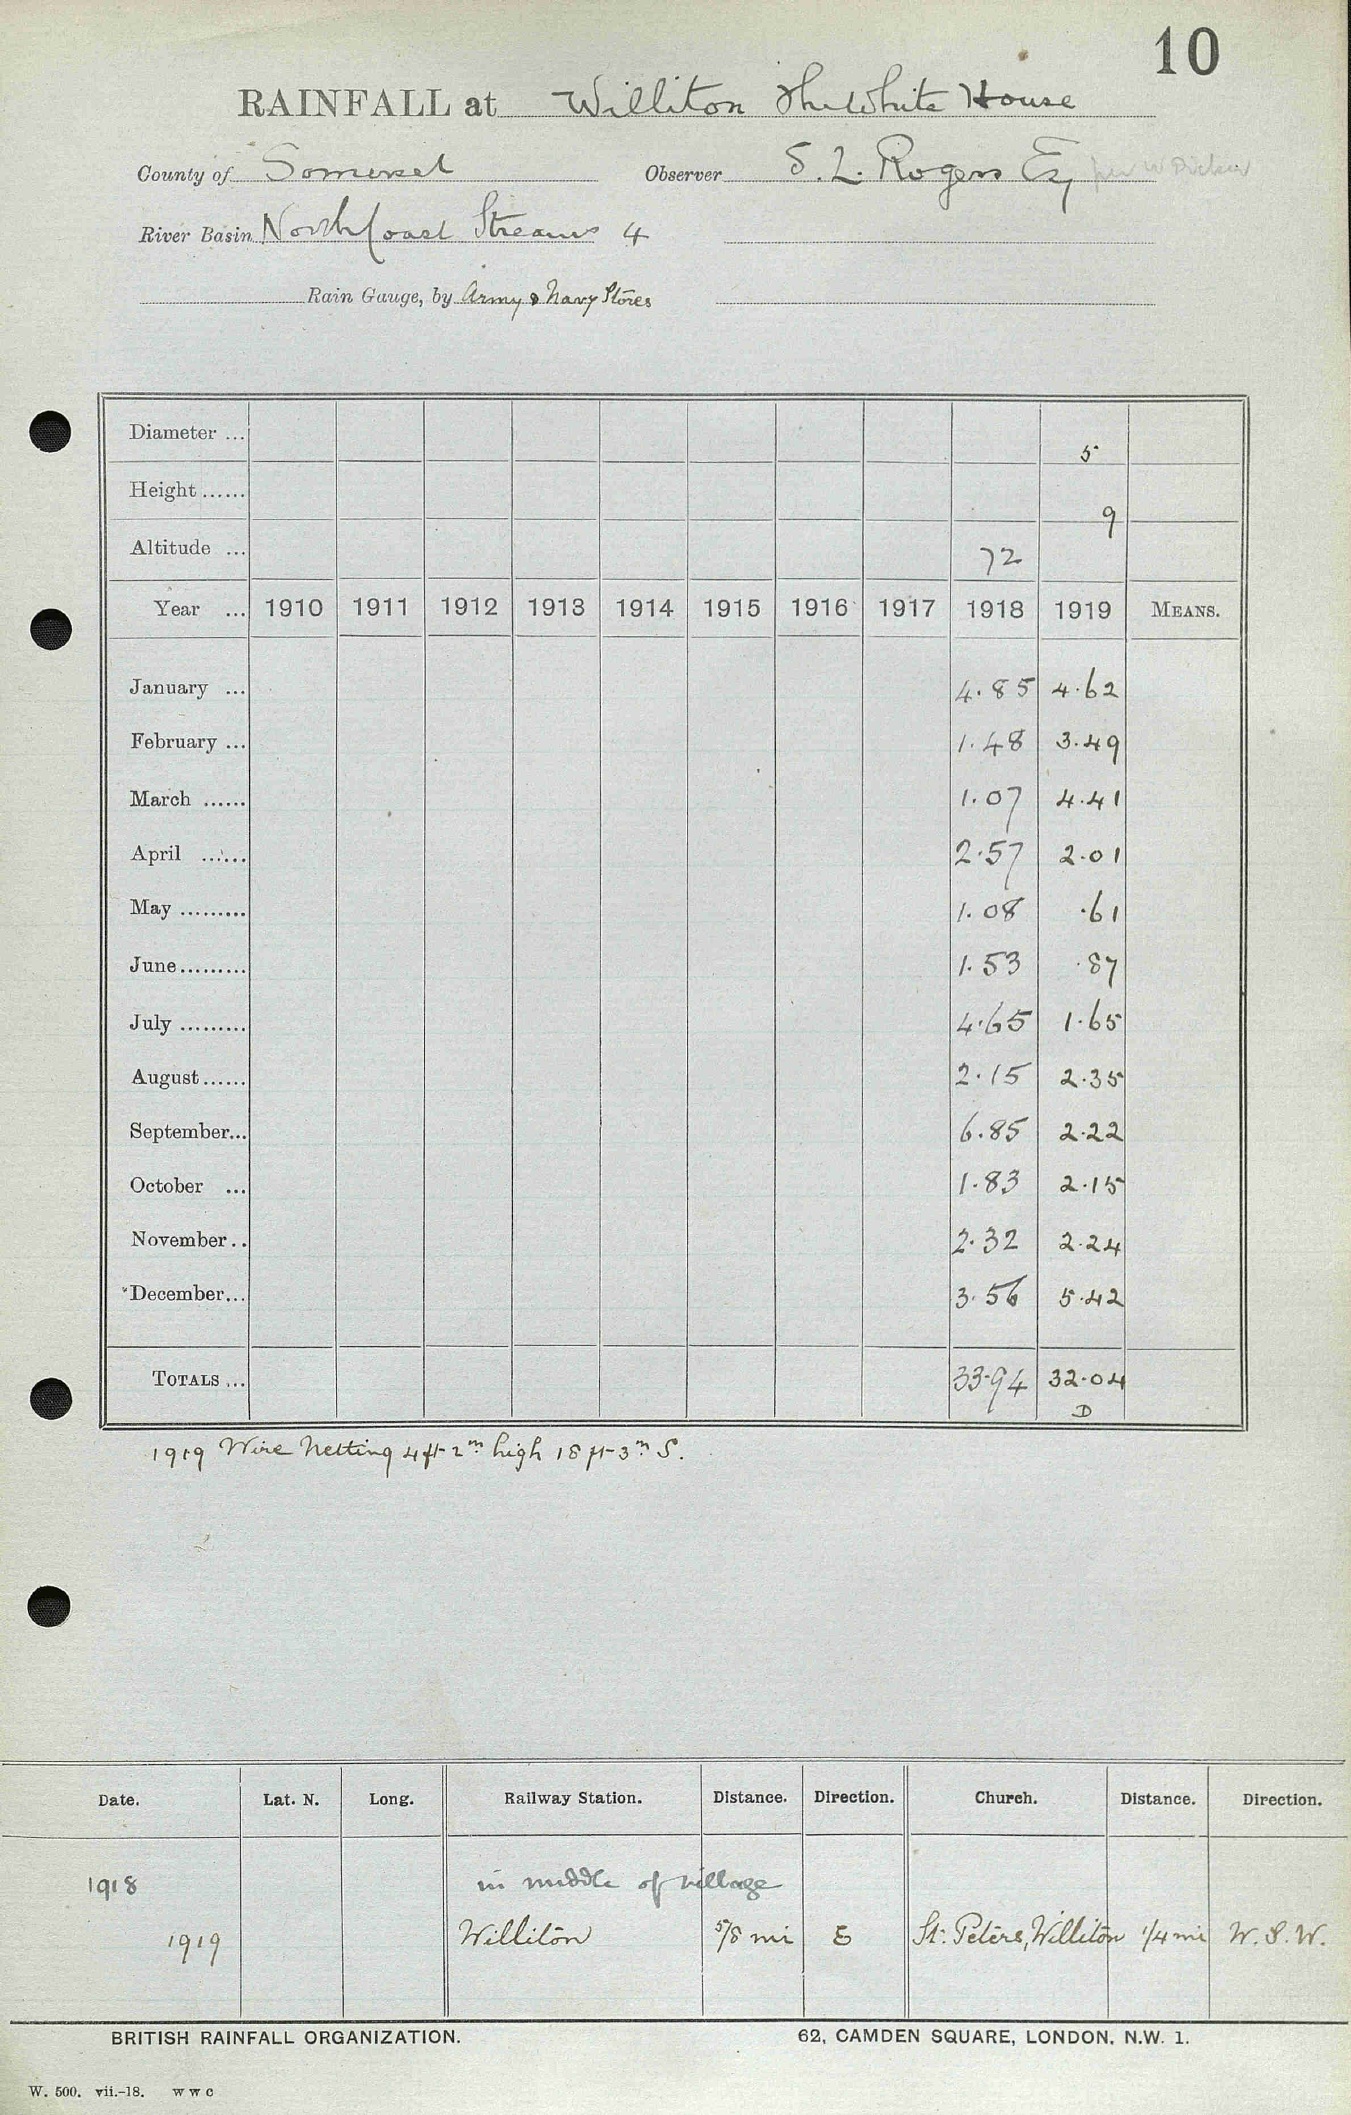 10
RAINFALL at Williton The White House
County of Somerset Observer S. L. Rogers Esq per W
River Basin North Coast Streams 4
Rain Gauge, by Army & Navy Stores
Diameter ... 5
Height ...... 9
Altitude ... 72
Year ... 1910 1911 1912 1913 1914 1915 1916 1917 1918 1919 MEANS.
January ... 4.85 4.62
February ... 1.48 3.49
March ...... 1.07 4.41
April ...... 2.57 2.01
May ......... 1.08 .61
June ......... 1.53 .87
July ......... 4.65 1.65
August ...... 2.15 2.35
September... 6.85 2.22
October ... 1.83 2.15
November .. 2.32 2.24
December... 3.56 5.42
TOTALS ... 33.94 32.04
D
1919 Wire Netting 4ft 2in high 18 ft 3in S.
Date. Lat. N. Long. Railway Station. Distance. Direction. Church. Distance. Direction.
1918 in middle of village
1919 Williton 5/8 mi E St. Peters, Williton 1/4 mi W. S. W.
BRITISH RAINFALL ORGANIZATION. 62, CAMDEN SQUARE, LONDON, N.W. 1.
W. 500. vii.-18. W W C